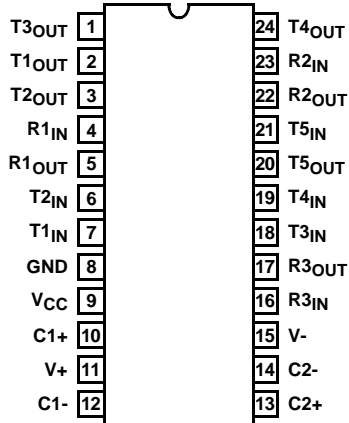 T3OUT 1 24 T4OUT
T1OUT 2 23 R2IN
T2OUT 3 22 R2OUT
R1IN 4 21 T5IN
R1OUT 5 20 T5OUT
T2IN 6 19 T4IN
T1IN 7 18 T3IN
GND 8 17 R3OUT
VCC 9 16 R3IN
C1+ 10 15 V-
V+ 11 14 C2-
C1- 12 13 C2+